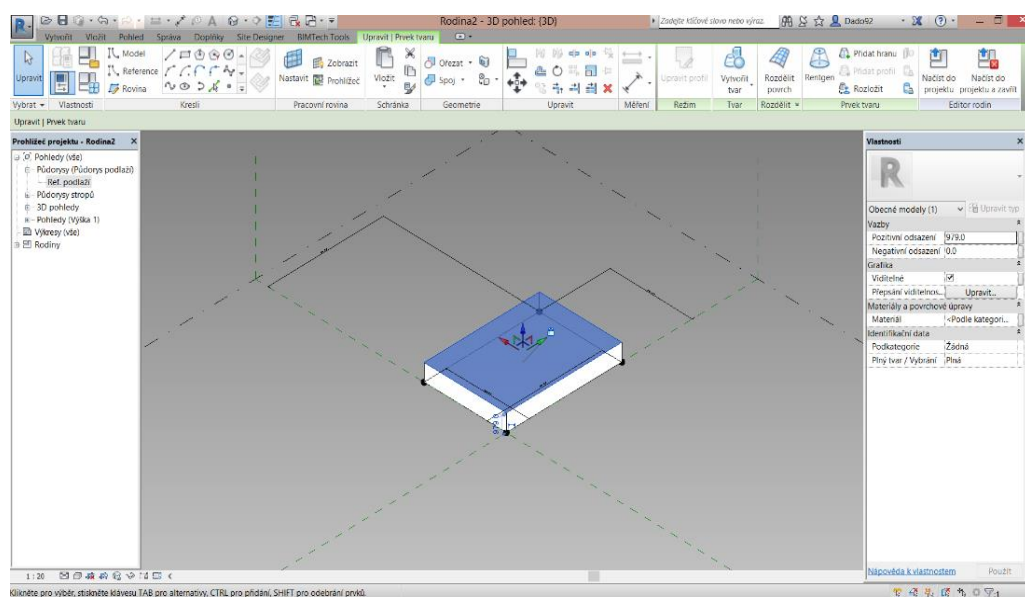 Rodina2 - 3D pohled: {3D}
Zadejte klíčové slovo nebo výraz.
Dado92
Vytvořit Vložit Pohled Správa Doplňky Site Designer BIMTech Tools Upravit | Prvek tvaru
Upravit
Model
Reference
Rovina
Nastavit
Zobrazit
Prohlížeč
Vložit
Ořezat
Spoj
Upravit profil
Vytvořit tvar
Rozdělit povrch
Rentgen
Přidat hranu
Přidat profil
Rozložit
Načíst do projektu
Načíst do projektu a zavřít
Vybrat Vlastnosti Kresli Pracovní rovina Schránka Geometrie Upravit Měření Režim Tvar Rozdělit Prvek tvaru Editor rodin
Upravit | Prvek tvaru
Prohlížeč projektu - Rodina2 X
Pohledy (vše)
Půdorysy (Půdorys podlaží)
Ref. podlaží
Půdorysy stropů
3D pohledy
Pohledy (Výška 1)
Výkresy (vše)
Rodiny
979.0
Vlastnosti X
R
Obecné modely (1) Upravit typ
Vazby
Pozitivní odsazení 979.0
Negativní odsazení 0.0
Grafika
Viditelné
Přepsání viditelnos... Upravit...
Materiály a povrchové úpravy
Materiál <Podle kategori...
Identifikační data
Podkategorie Žádná
Plný tvar / Vybrání Plná
Nápověda k vlastnostem Použít
1 : 20
Klikněte pro výběr, stiskněte klávesu TAB pro alternativy, CTRL pro přidání, SHIFT pro odebrání prvků.